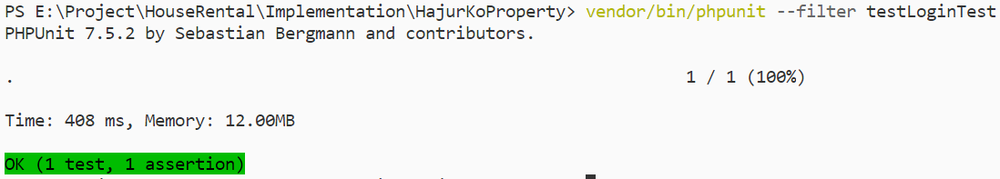 PS E:\Project\HouseRental\Implementation\HajurKoProperty> vendor/bin/phpunit --filter testLoginTest
PHPUnit 7.5.2 by Sebastian Bergmann and contributors.
. 1 / 1 (100%)
Time: 408 ms, Memory: 12.00MB
OK (1 test, 1 assertion)